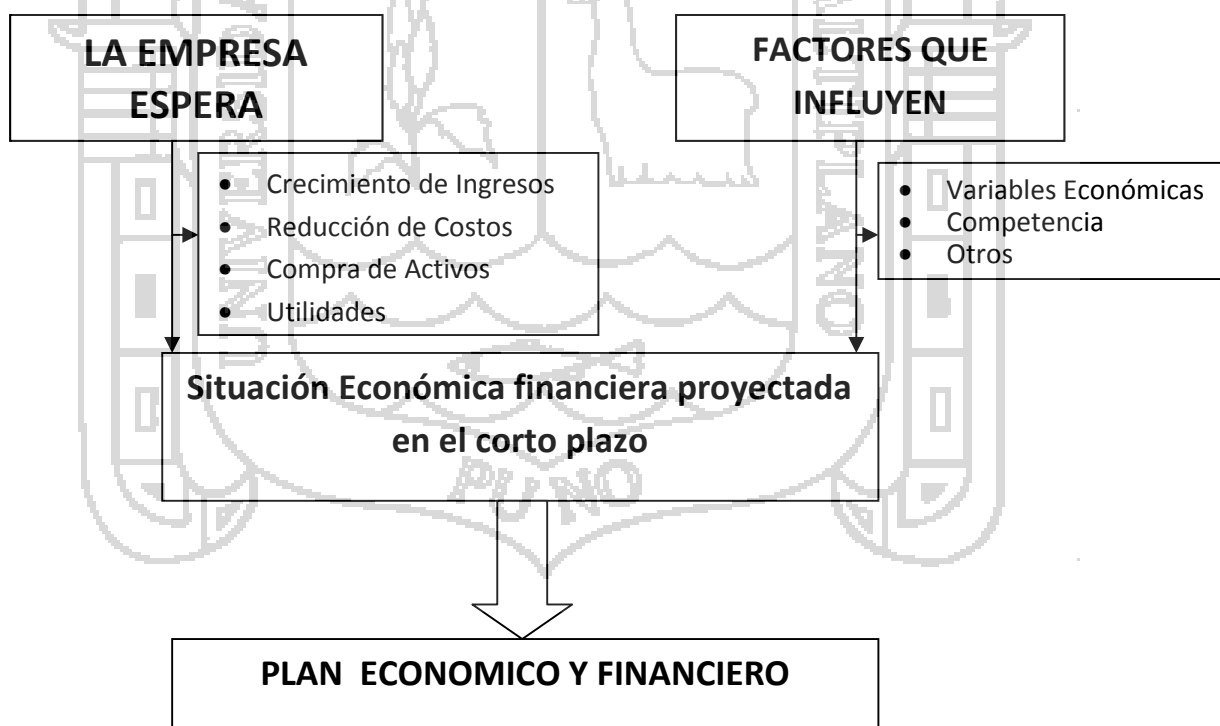 LA EMPRESA
ESPERA
FACTORES QUE
INFLUYEN
• Crecimiento de Ingresos
• Reducción de Costos
• Compra de Activos
• Utilidades
• Variables Económicas
• Competencia
• Otros
Situación Económica financiera proyectada
en el corto plazo
PUNO
PLAN ECONOMICO Y FINANCIERO